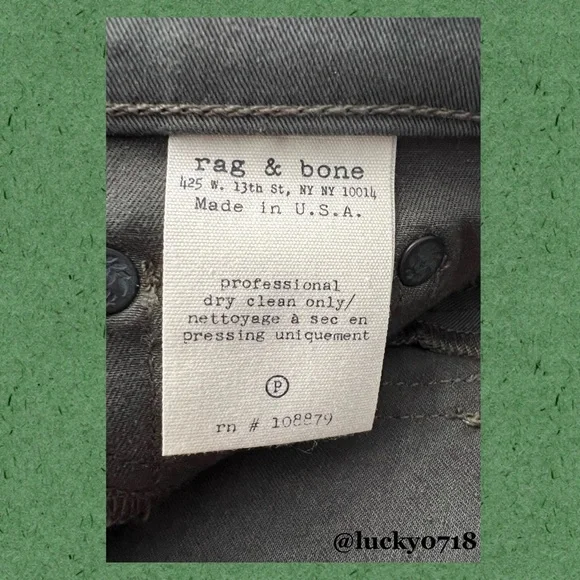 rag & bone
425 W. 13th St, NY NY 10014
Made in U.S.A.
professional
dry clean only/
nettoyage à sec en
pressing uniquement
P
rn # 108879
@lucky0718